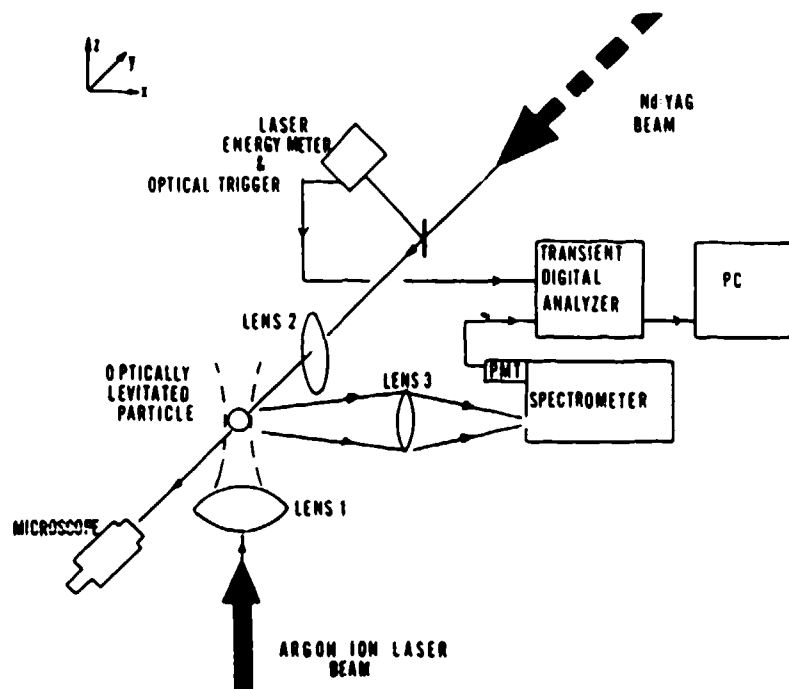 z
y
x
Nd-YAG
BEAM
LASER
ENERGY METER
&
OPTICAL TRIGGER
TRANSIENT
DIGITAL
ANALYZER
PC
LENS 2
OPTICALLY
LEVITATED
PARTICLE
LENS 3
PMT
SPECTROMETER
LENS 1
MICROSCOPE
ARGON ION LASER
BEAM